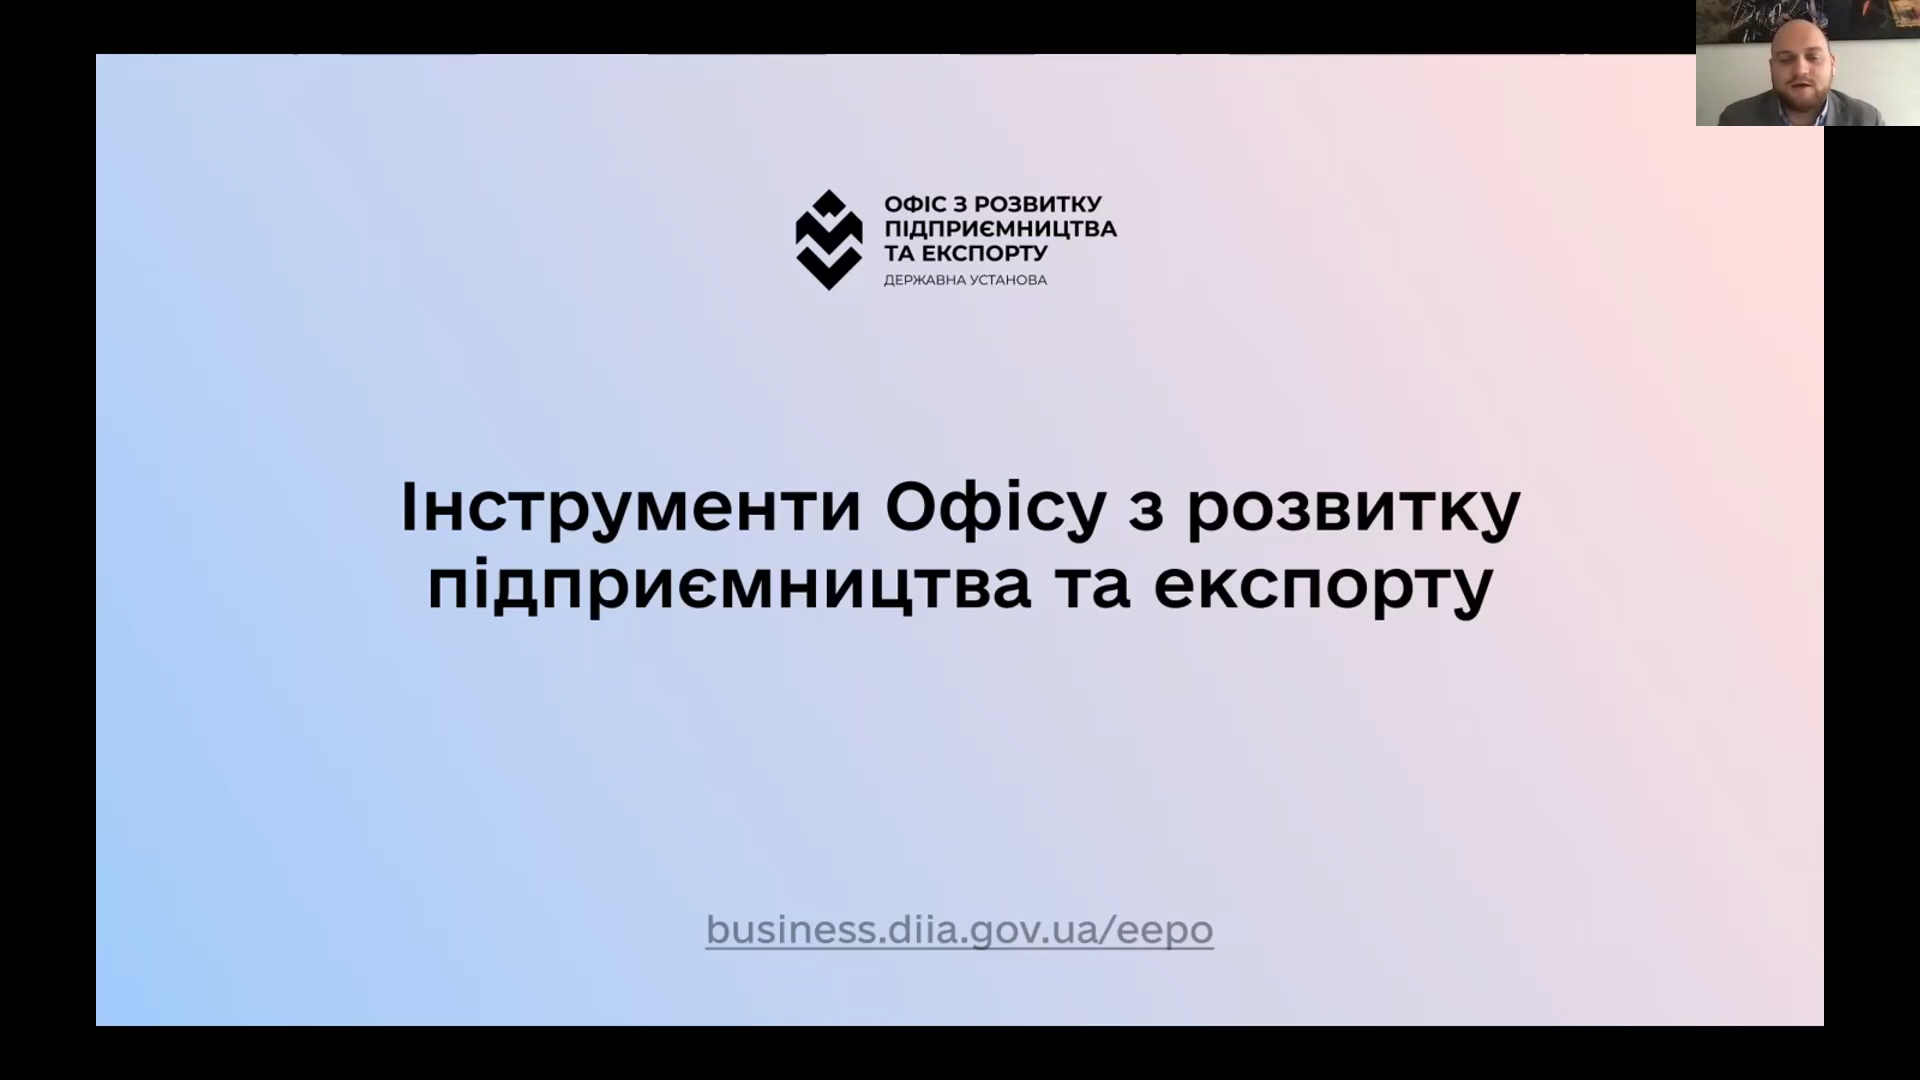 ОФІС З РОЗВИТКУ
ПІДПРИЄМНИЦТВА
ТА ЕКСПОРТУ
ДЕРЖАВНА УСТАНОВА
Інструменти Офісу з розвитку
підприємництва та експорту
business.diia.gov.ua/eepo